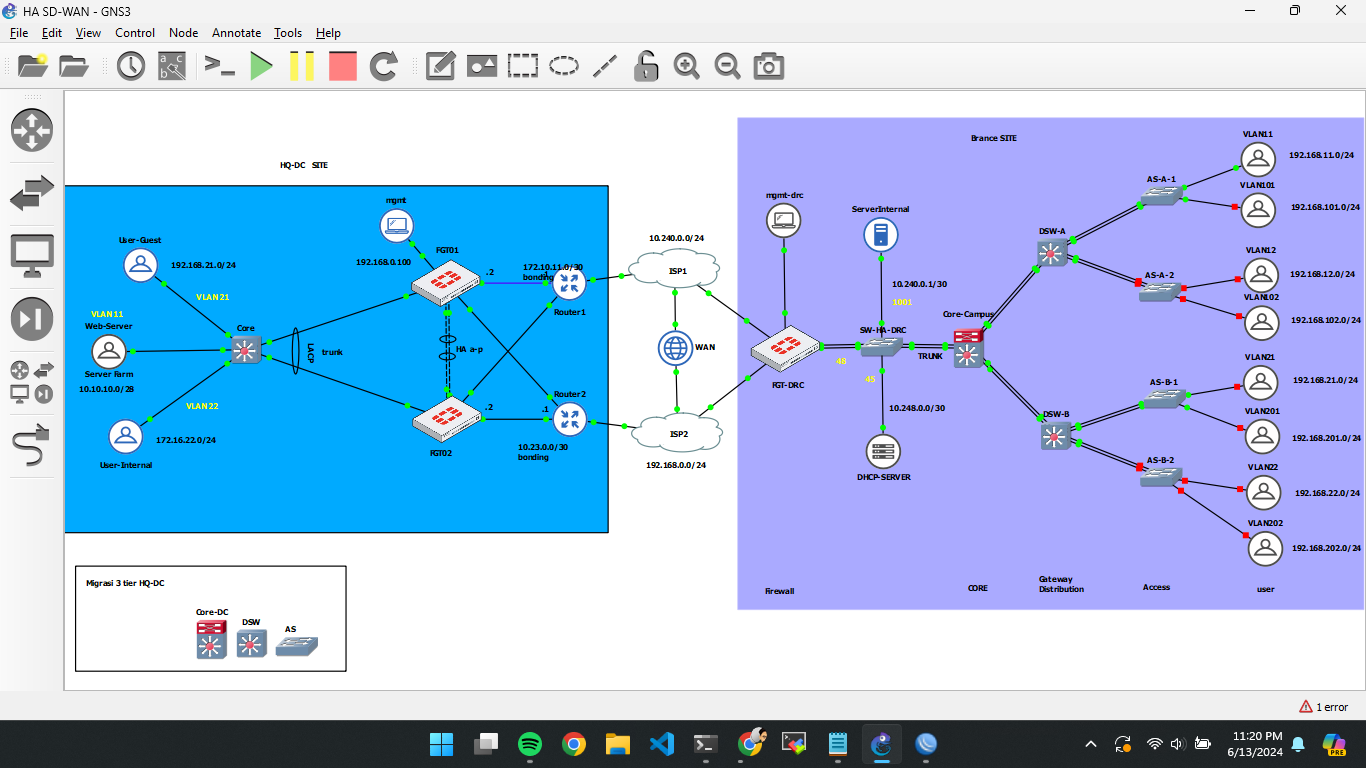 HA SD-WAN - GNS3
File Edit View Control Node Annotate Tools Help
HQ-DC SITE
mgmt
User-Guest
192.168.21.0/24
192.168.0.100
FGT01
.2
172.10.11.0/30
bonding
.1
Router1
VLAN 21
VLAN 11
Web-Server
Server Farm
10.10.10.0/28
Core
LACP
trunk
HA a-p
VLAN 22
172.16.22.0/24
User-Internal
FGT02
.2
.1
Router2
10.23.0.0/30
bonding
10.240.0.0/24
ISP1
WAN
ISP2
192.168.0.0/24
Brance SITE
mgmt-drc
ServerInternal
10.240.0.1/30
1001
SW-HA-DRC
Core-Campus
FGT-DRC
46
45
TRUNK
10.248.0.0/30
DHCP-SERVER
DSW-A
DSW-B
AS-A-1
AS-A-2
AS-B-1
AS-B-2
VLAN11
192.168.11.0/24
VLAN101
192.168.101.0/24
VLAN12
192.168.12.0/24
VLAN102
192.168.102.0/24
VLAN21
192.168.21.0/24
VLAN201
192.168.201.0/24
VLAN22
192.168.22.0/24
VLAN202
192.168.202.0/24
Firewall
CORE
Gateway
Distribution
Access
user
Migrasi 3 tier HQ-DC
Core-DC
DSW
AS
1 error
11:20 PM
6/13/2024
PRE